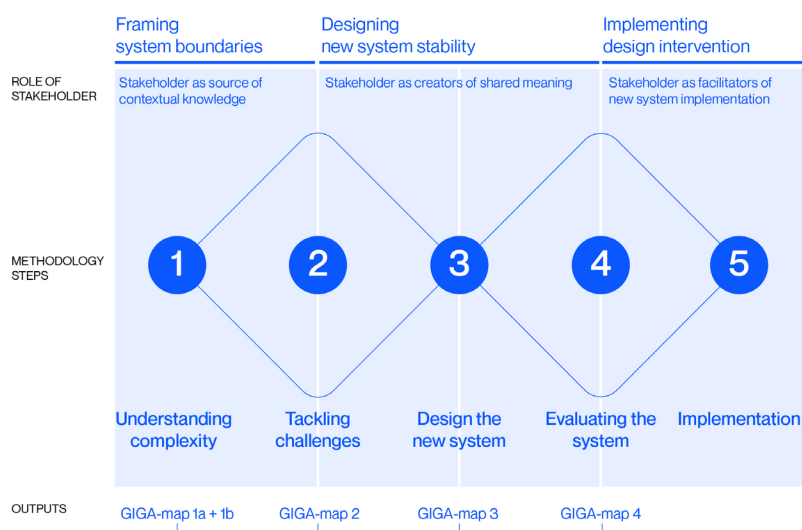 Framing
system boundaries
Designing
new system stability
Implementing
design intervention
ROLE OF
STAKEHOLDER
Stakeholder as source of
contextual knowledge
Stakeholder as creators of shared meaning
Stakeholder as facilitators of
new system implementation
METHODOLOGY
STEPS
1
2
3
4
5
Understanding
complexity
Tackling
challenges
Design the
new system
Evaluating the
system
Implementation
OUTPUTS
GIGA-map 1a + 1b
GIGA-map 2
GIGA-map 3
GIGA-map 4